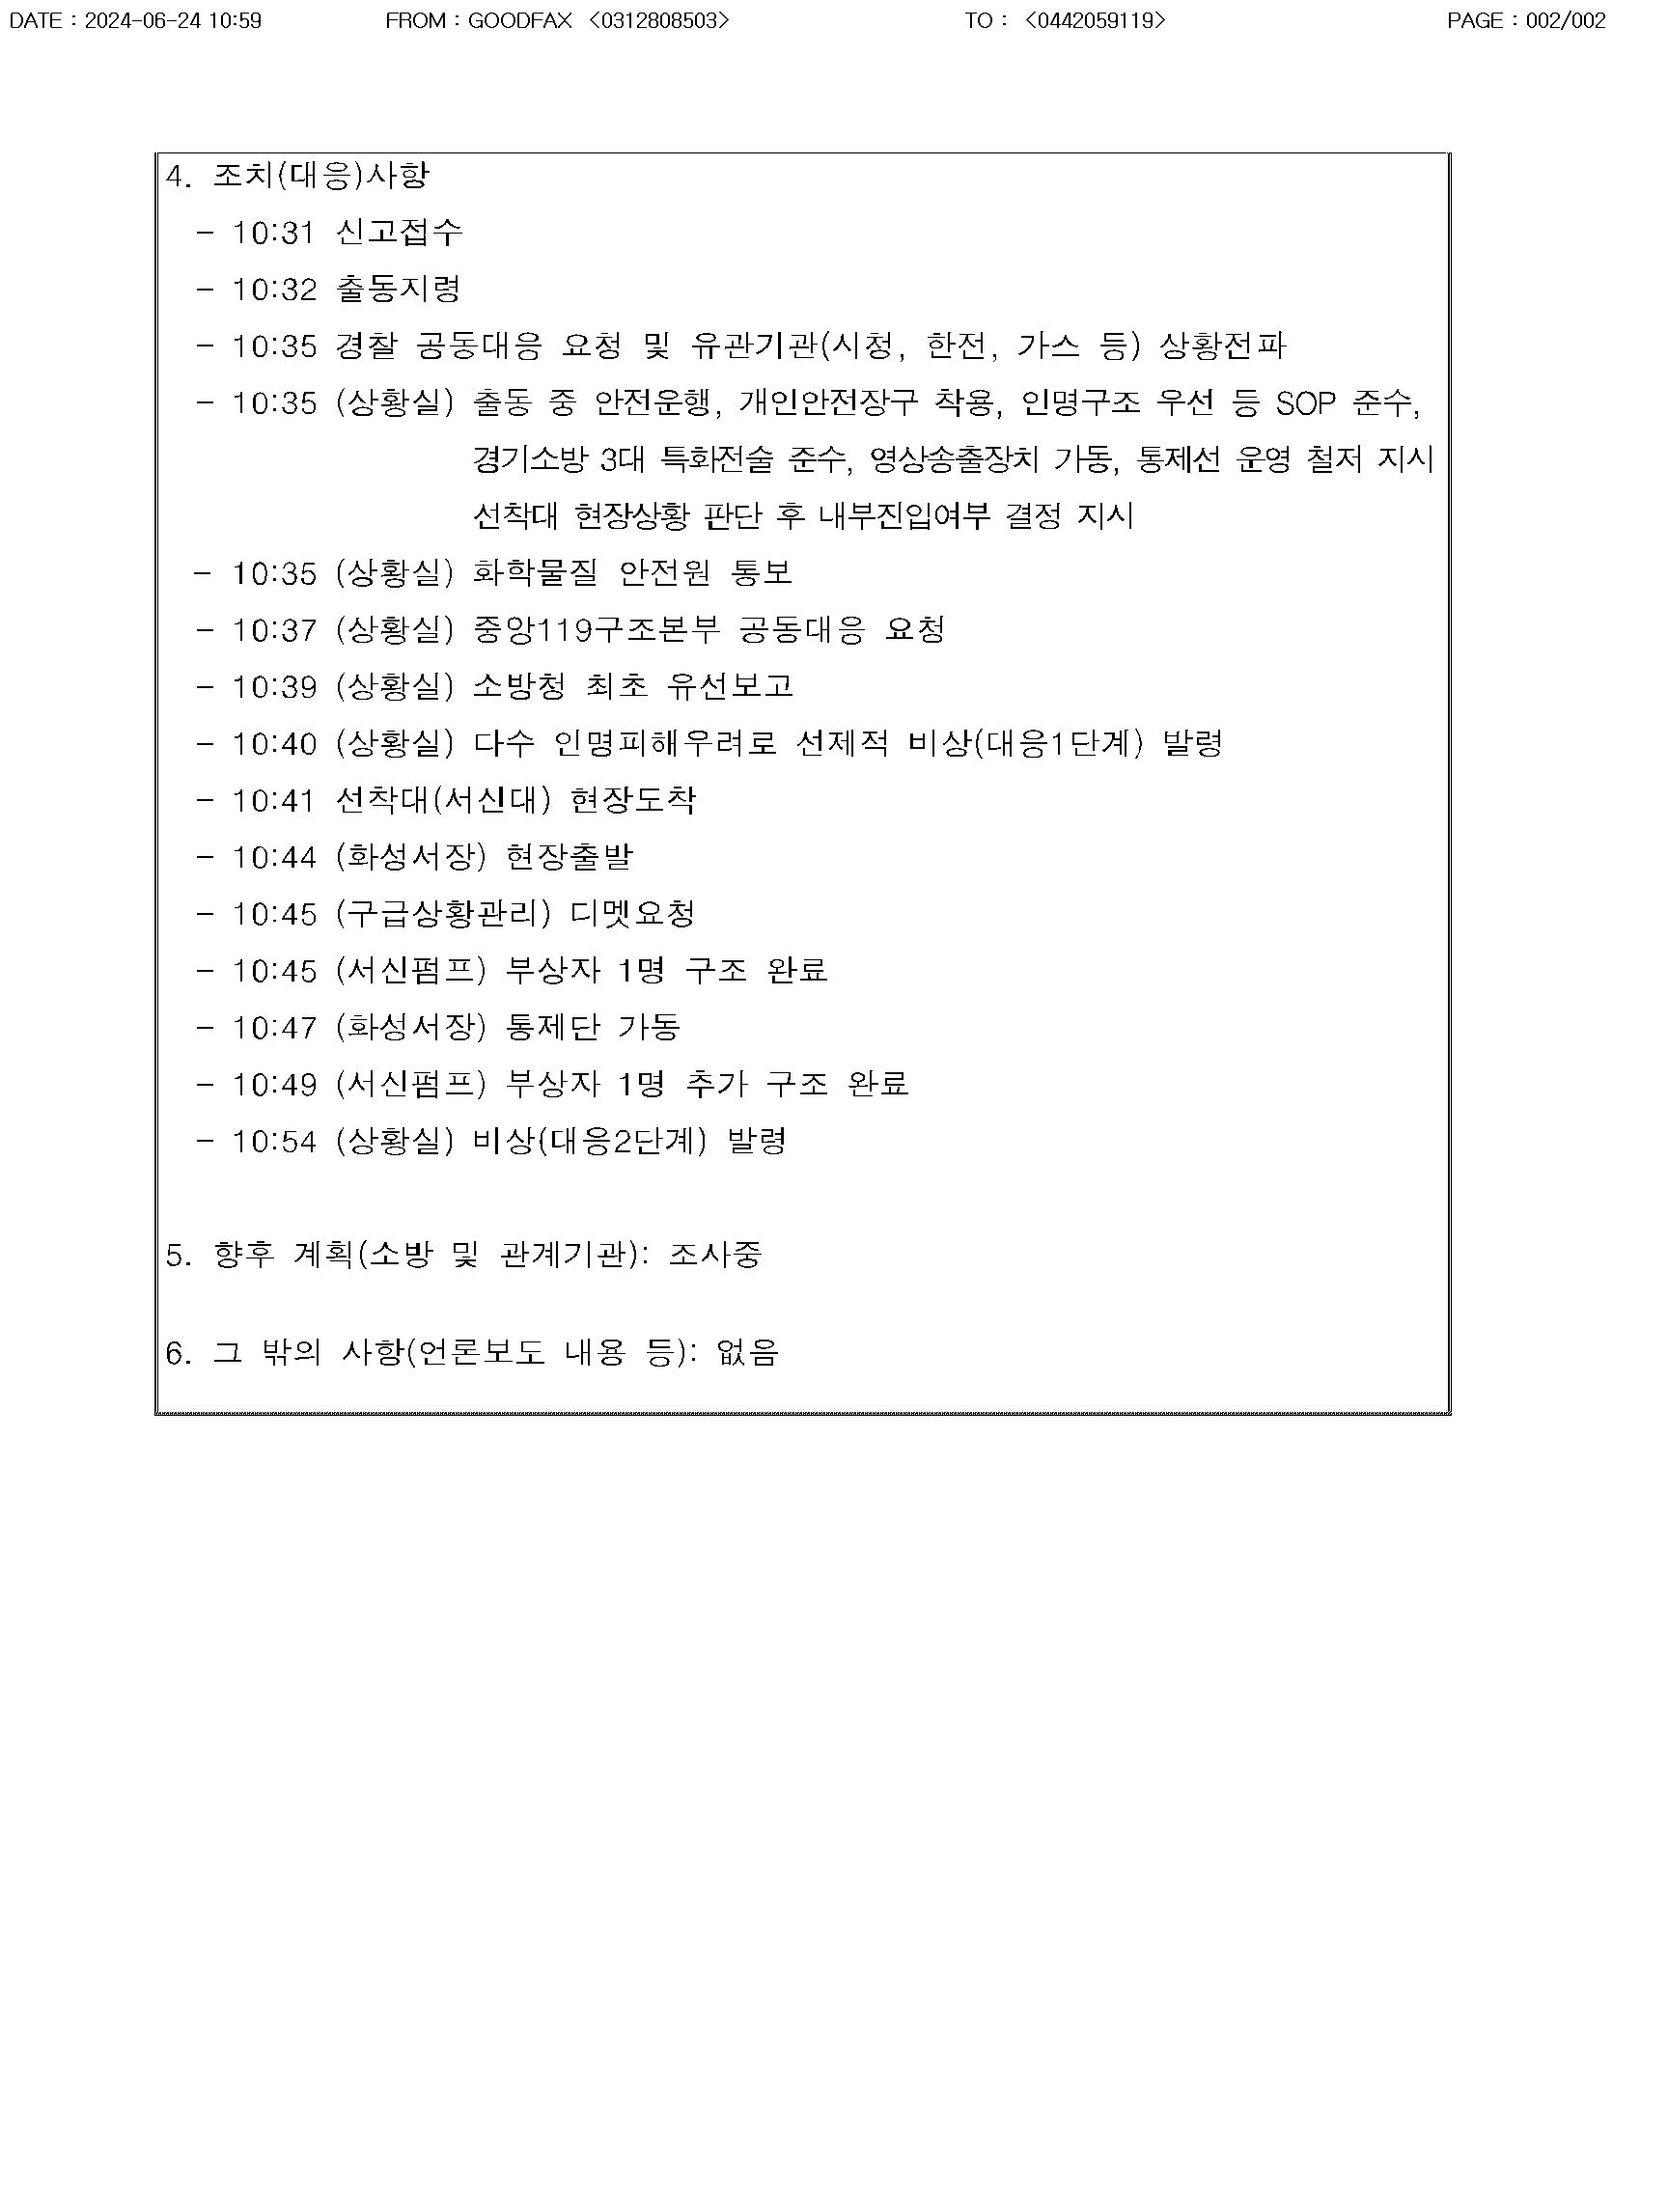 DATE : 2024-06-24 10:59 FROM : GOODFAX <0312808503> TO : <0442059119> PAGE : 002/002
4. 조치(대응)사항
- 10:31 신고접수
- 10:32 출동지령
- 10:35 경찰 공동대응 요청 및 유관기관(시청, 한전, 가스 등) 상황전파
- 10:35 (상황실) 출동 중 안전운행, 개인안전장구 착용, 인명구조 우선 등 SOP 준수,
경기소방 3대 특화전술 준수, 영상송출장치 가동, 통제선 운영 철저 지시
선착대 현장상황 판단 후 내부진입여부 결정 지시
- 10:35 (상황실) 화학물질 안전원 통보
- 10:37 (상황실) 중앙119구조본부 공동대응 요청
- 10:39 (상황실) 소방청 최초 유선보고
- 10:40 (상황실) 다수 인명피해우려로 선제적 비상(대응1단계) 발령
- 10:41 선착대(서신대) 현장도착
- 10:44 (화성서장) 현장출발
- 10:45 (구급상황관리) 디멧요청
- 10:45 (서신펌프) 부상자 1명 구조 완료
- 10:47 (화성서장) 통제단 가동
- 10:49 (서신펌프) 부상자 1명 추가 구조 완료
- 10:54 (상황실) 비상(대응2단계) 발령
5. 향후 계획(소방 및 관계기관): 조사중
6. 그 밖의 사항(언론보도 내용 등): 없음